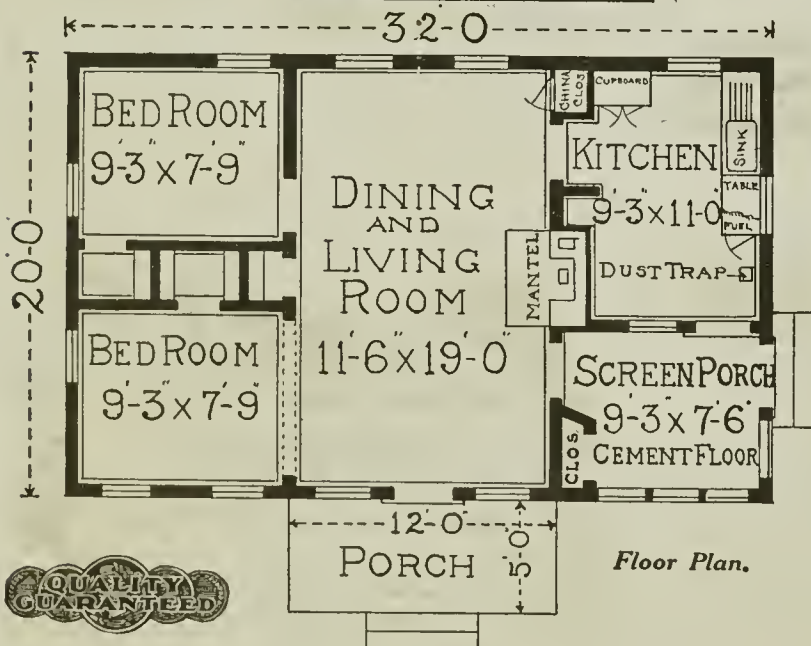 32'-0"
20'-0"
BED ROOM
9'-3" x 7'-9"
DINING
AND
LIVING
ROOM
11'-6" x 19'-0"
CHINA
CLOS.
CUPBOARD
KITCHEN
9'-3" x 11'-0"
SINK
TABLE
FUEL
DUST TRAP
MANTEL
BED ROOM
9'-3" x 7'-9"
SCREEN PORCH
9'-3" x 7'-6"
CEMENT FLOOR
CLOS.
12'-0"
PORCH
5'-0"
Floor Plan.
QUALITY
GUARANTEED